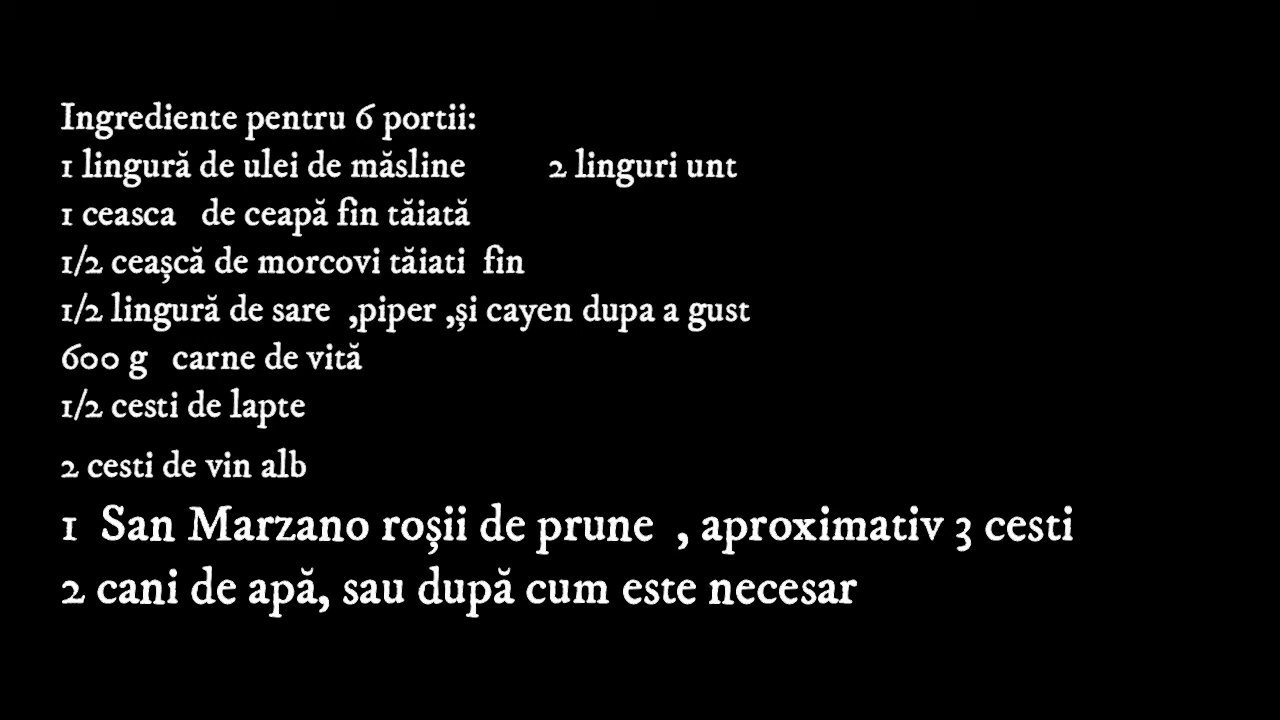 Ingrediente pentru 6 portii:
1 lingură de ulei de măsline 2 linguri unt
1 ceasca de ceapă fin tăiată
1/2 ceașcă de morcovi tăiati fin
1/2 lingură de sare ,piper ,și cayen dupa a gust
600 g carne de vită
1/2 cesti de lapte
2 cesti de vin alb
1 San Marzano roșii de prune , aproximativ 3 cesti
2 cani de apă, sau după cum este necesar